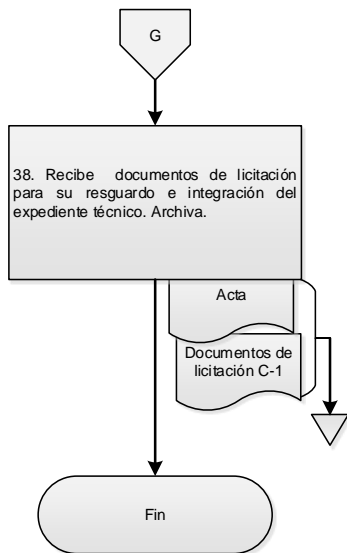 G
38. Recibe documentos de licitación
para su resguardo e integración del
expediente técnico. Archiva.
Acta
Documentos de
licitación C-1
Fin